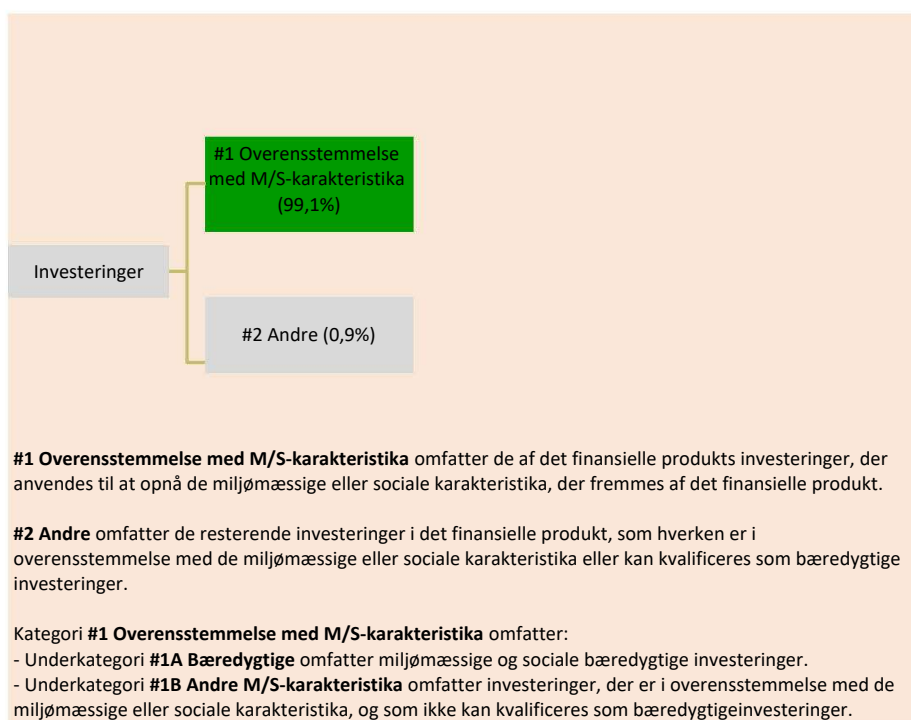 #1 Overensstemmelse
med M/S-karakteristika
(99,1%)
Investeringer
#2 Andre (0,9%)
#1 Overensstemmelse med M/S-karakteristika omfatter de af det finansielle produkts investeringer, der
anvendes til at opnå de miljømæssige eller sociale karakteristika, der fremmes af det finansielle produkt.
#2 Andre omfatter de resterende investeringer i det finansielle produkt, som hverken er i
overensstemmelse med de miljømæssige eller sociale karakteristika eller kan kvalificeres som bæredygtige
investeringer.
Kategori #1 Overensstemmelse med M/S-karakteristika omfatter:
- Underkategori #1A Bæredygtige omfatter miljømæssige og sociale bæredygtige investeringer.
- Underkategori #1B Andre M/S-karakteristika omfatter investeringer, der er i overensstemmelse med de
miljømæssige eller sociale karakteristika, og som ikke kan kvalificeres som bæredygtigeinvesteringer.